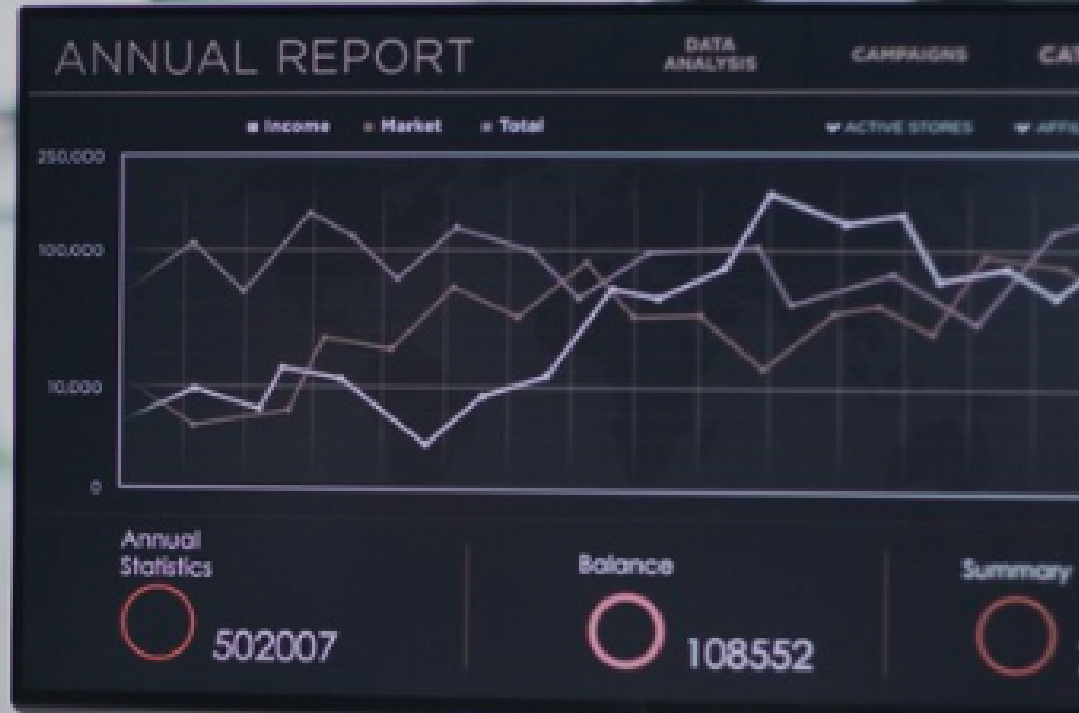 ANNUAL REPORT
DATA
ANALYSIS
CAMPAIGNS
Income
Market
Total
ACTIVE STORES
250,000
100,000
10,000
0
Annual
Statistics
502007
Balance
108552
Summary